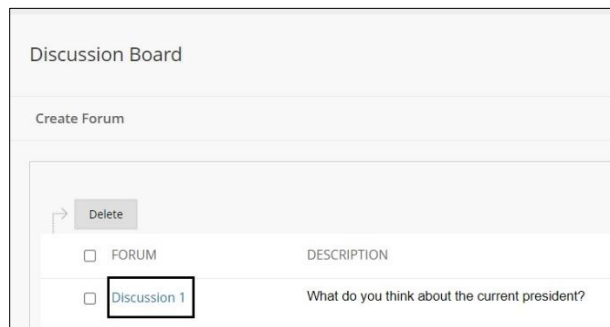 Discussion Board
Create Forum
Delete
FORUM DESCRIPTION
Discussion 1 What do you think about the current president?